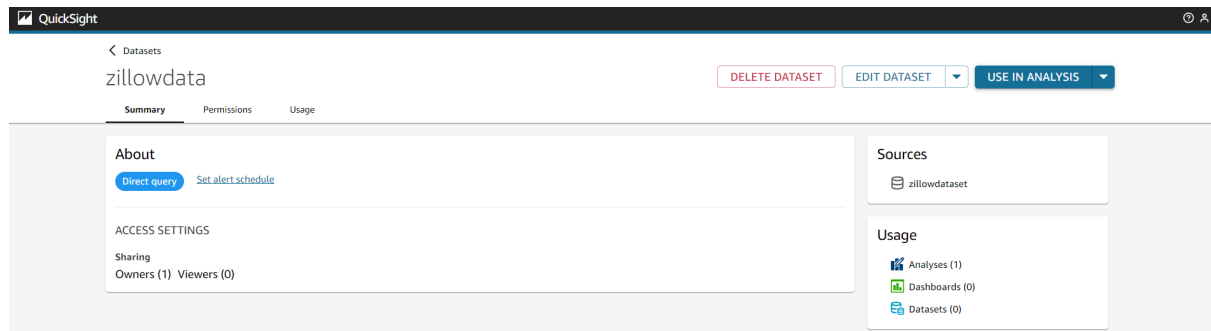 QuickSight
Datasets
zillowdata
DELETE DATASET EDIT DATASET USE IN ANALYSIS
Summary Permissions Usage
About
Direct query Set alert schedule
ACCESS SETTINGS
Sharing
Owners (1) Viewers (0)
Sources
zillowdataset
Usage
Analyses (1)
Dashboards (0)
Datasets (0)